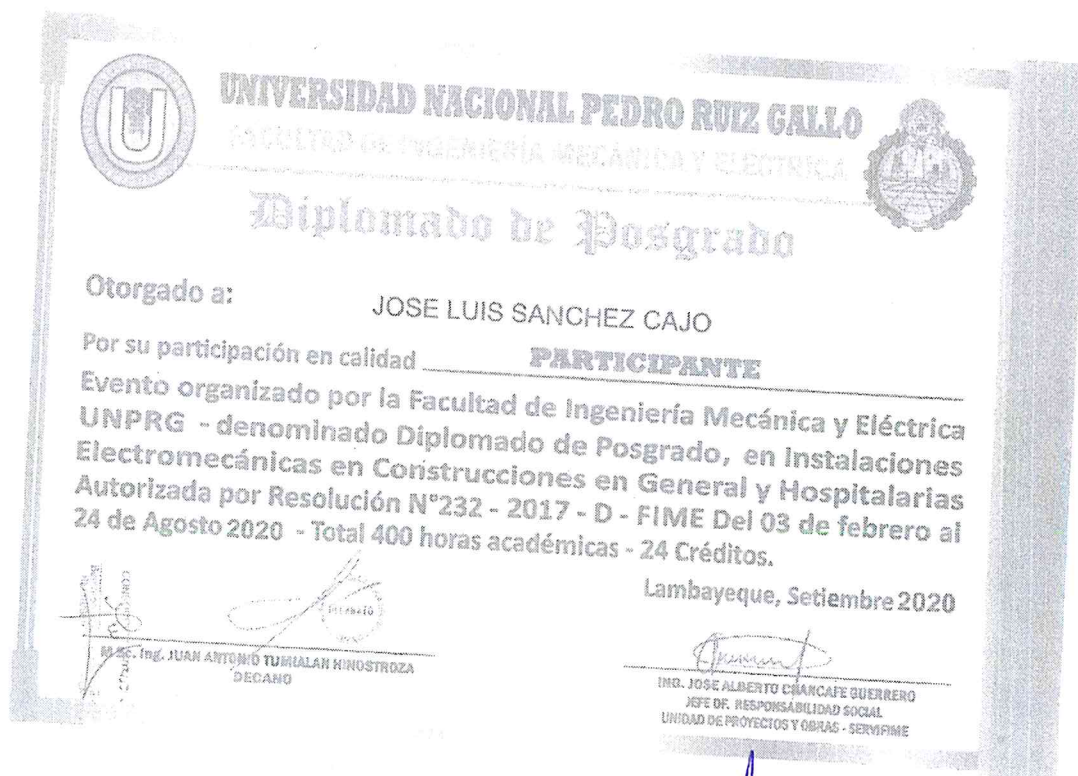 UNIVERSIDAD NACIONAL PEDRO RUIZ GALLO
FACULTAD DE INGENIERÍA MECÁNICA Y ELECTRICA
Diplomado de Posgrado
Otorgado a:
JOSE LUIS SANCHEZ CAJO
Por su participación en calidad PARTICIPANTE
Evento organizado por la Facultad de Ingeniería Mecánica y Eléctrica
UNPRG - denominado Diplomado de Posgrado, en Instalaciones
Electromecánicas en Construcciones en General y Hospitalarias
Autorizada por Resolución N°232 - 2017 - D - FIME Del 03 de febrero al
24 de Agosto 2020 - Total 400 horas académicas - 24 Créditos.
Lambayeque, Setiembre 2020
DECANATO
M.Sc. Ing. JUAN ANTONIO TUMIALAN HINOSTROZA
DECANO
ING. JOSE ALBERTO CHANCAFE GUERRERO
JEFE OF. RESPONSABILIDAD SOCIAL
UNIDAD DE PROYECTOS Y OBRAS - SERVIFIME